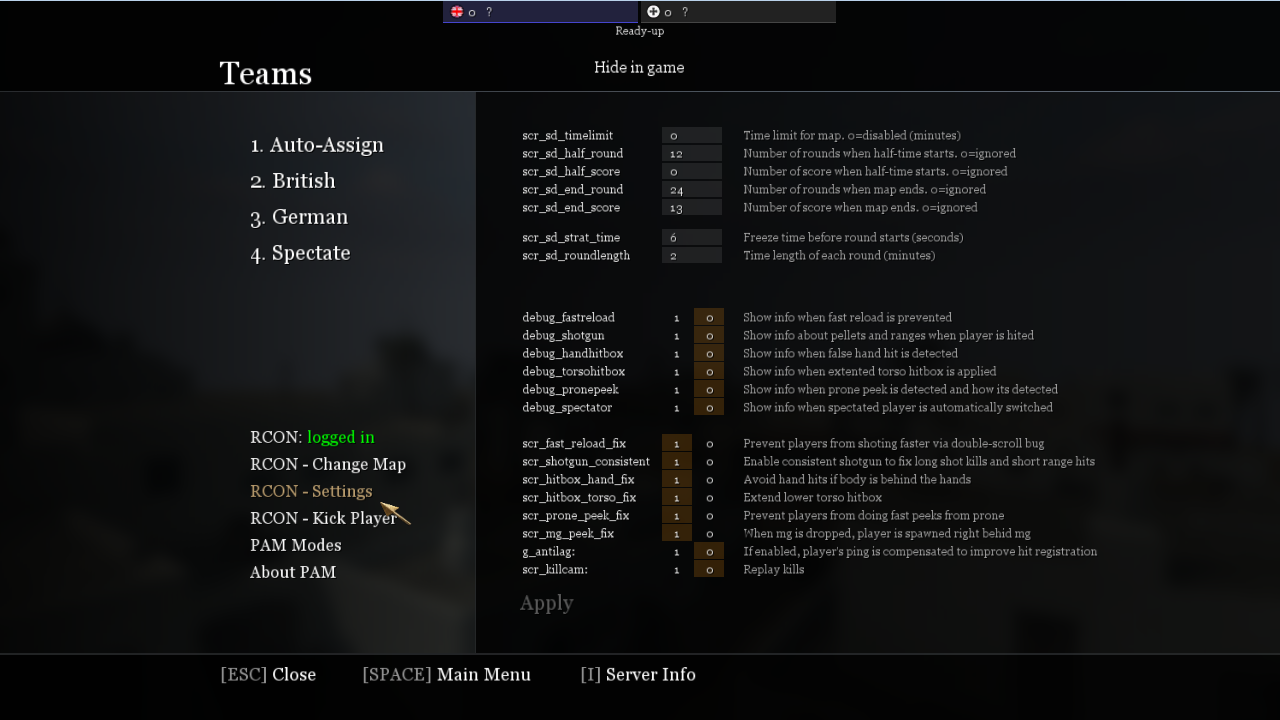 0 ?
0 ?
Ready-up
Teams
Hide in game
1. Auto-Assign
2. British
3. German
4. Spectate
RCON: logged in
RCON - Change Map
RCON - Settings
RCON - Kick Player
PAM Modes
About PAM
scr_sd_timelimit 0 Time limit for map. 0=disabled (minutes)
scr_sd_half_round 12 Number of rounds when half-time starts. 0=ignored
scr_sd_half_score 0 Number of score when half-time starts. 0=ignored
scr_sd_end_round 24 Number of rounds when map ends. 0=ignored
scr_sd_end_score 13 Number of score when map ends. 0=ignored
scr_sd_strat_time 6 Freeze time before round starts (seconds)
scr_sd_roundlength 2 Time length of each round (minutes)
debug_fastreload 1 0 Show info when fast reload is prevented
debug_shotgun 1 0 Show info about pellets and ranges when player is hited
debug_handhitbox 1 0 Show info when false hand hit is detected
debug_torsohitbox 1 0 Show info when extented torso hitbox is applied
debug_pronepeek 1 0 Show info when prone peek is detected and how its detected
debug_spectator 1 0 Show info when spectated player is automatically switched
scr_fast_reload_fix 1 0 Prevent players from shoting faster via double-scroll bug
scr_shotgun_consistent 1 0 Enable consistent shotgun to fix long shot kills and short range hits
scr_hitbox_hand_fix 1 0 Avoid hand hits if body is behind the hands
scr_hitbox_torso_fix 1 0 Extend lower torso hitbox
scr_prone_peek_fix 1 0 Prevent players from doing fast peeks from prone
scr_mg_peek_fix 1 0 When mg is dropped, player is spawned right behid mg
g_antilag: 1 0 If enabled, player's ping is compensated to improve hit registration
scr_killcam: 1 0 Replay kills
Apply
[ESC] Close [SPACE] Main Menu [I] Server Info